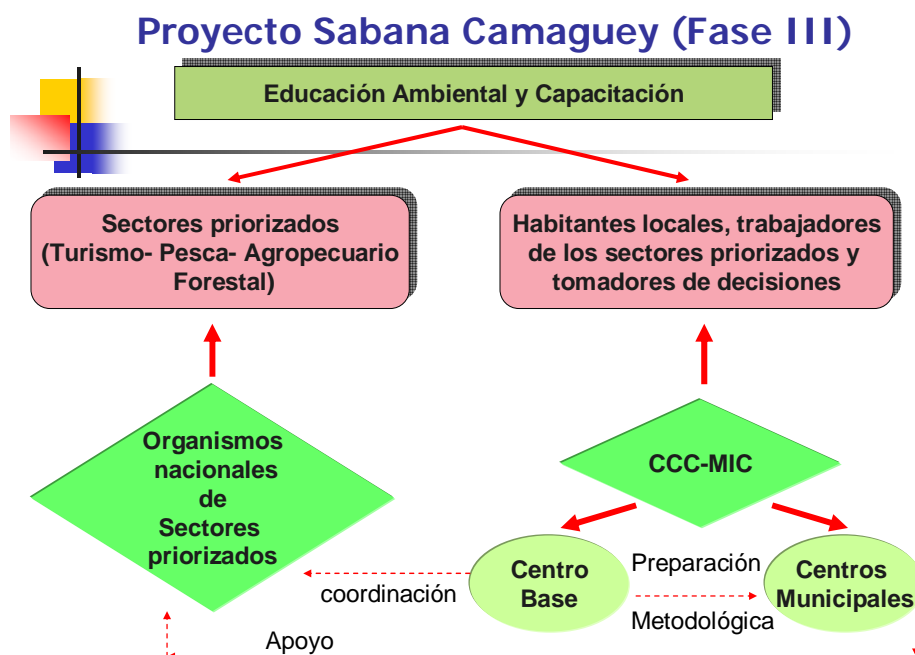 Proyecto Sabana Camaguey (Fase III)
Educación Ambiental y Capacitación
Sectores priorizados
(Turismo- Pesca- Agropecuario
Forestal)
Habitantes locales, trabajadores
de los sectores priorizados y
tomadores de decisiones
Organismos
nacionales
de
Sectores
priorizados
CCC-MIC
Centro
Base
Preparación
Metodológica
Centros
Municipales
coordinación
Apoyo